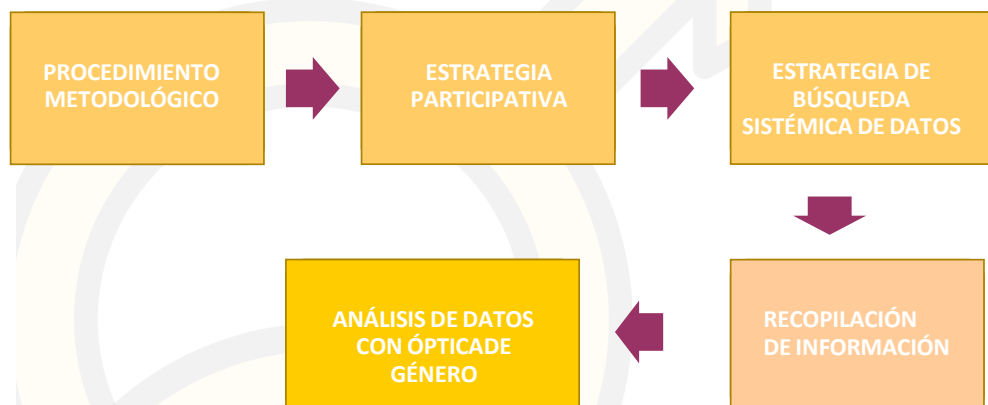 PROCEDIMIENTO
METODOLÓGICO
ESTRATEGIA
PARTICIPATIVA
ESTRATEGIA DE
BÚSQUEDA
SISTÉMICA DE DATOS
RECOPILACIÓN
DE INFORMACIÓN
ANÁLISIS DE DATOS
CON ÓPTICADE
GÉNERO